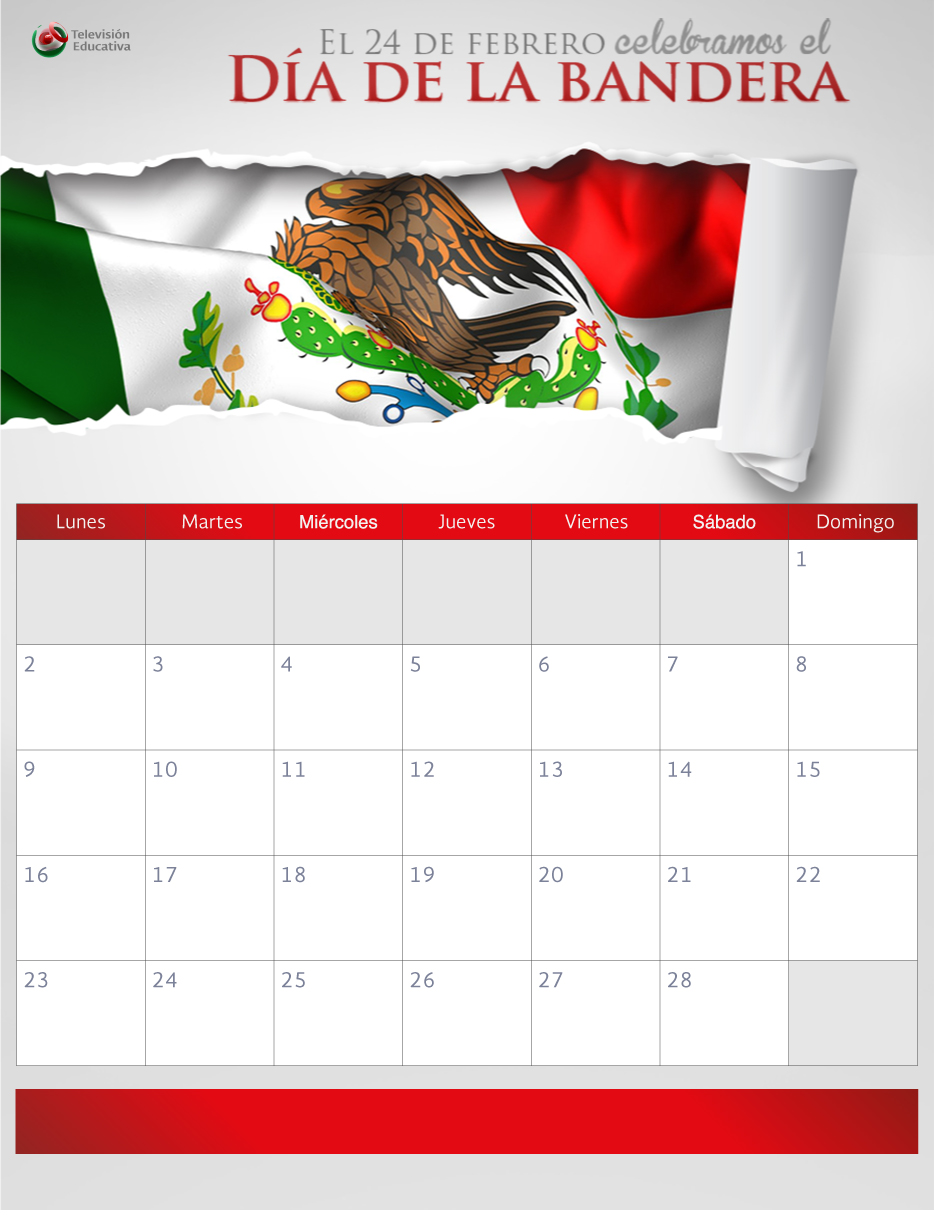 Televisión
Educativa
El 24 de febrero celebramos el
Día de la bandera
Lunes Martes Miércoles Jueves Viernes Sábado Domingo
1
2 3 4 5 6 7 8
9 10 11 12 13 14 15
16 17 18 19 20 21 22
23 24 25 26 27 28